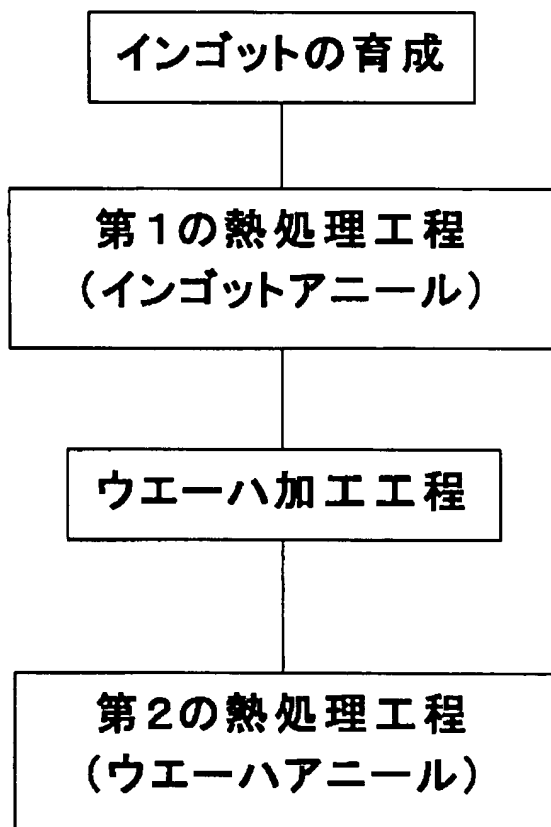 インゴットの育成
第1の熱処理工程
(インゴットアニール)
ウエーハ加工工程
第2の熱処理工程
(ウエーハアニール)